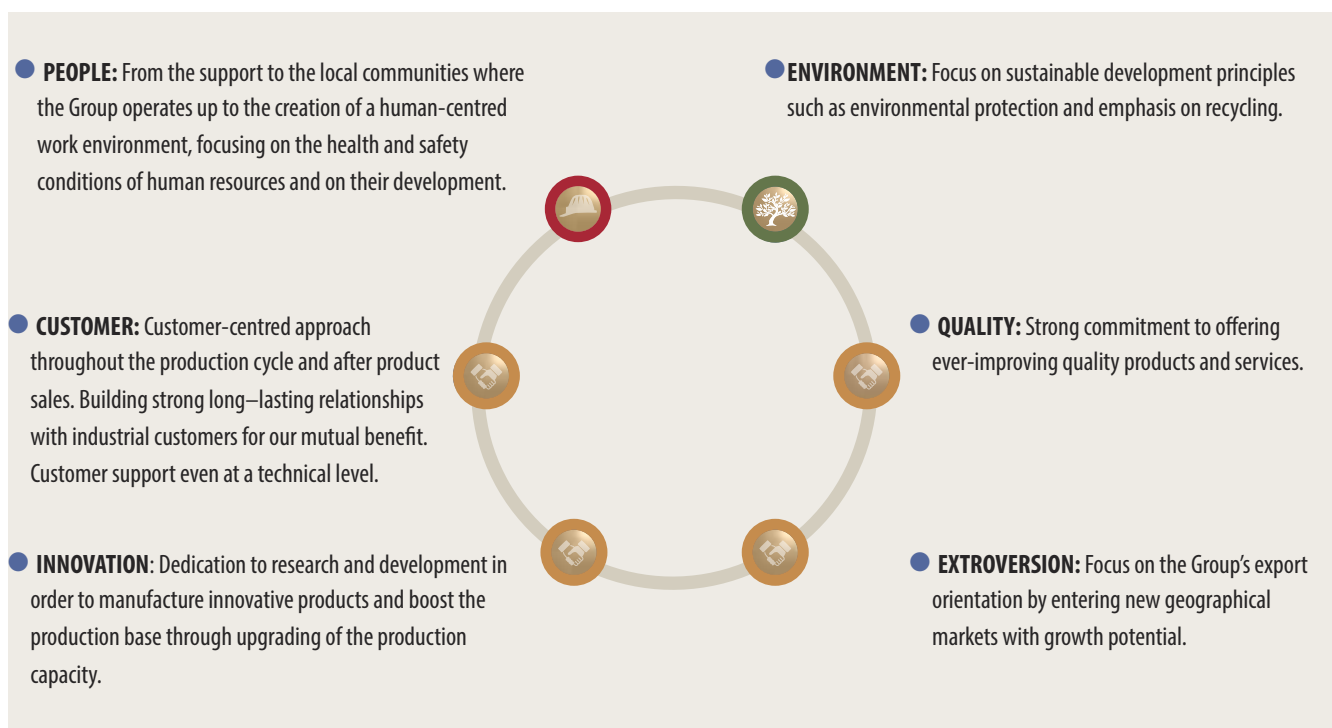 PEOPLE: From the support to the local communities where
the Group operates up to the creation of a human-centred
work environment, focusing on the health and safety
conditions of human resources and on their development.
ENVIRONMENT: Focus on sustainable development principles
such as environmental protection and emphasis on recycling.
CUSTOMER: Customer-centred approach
throughout the production cycle and after product
sales. Building strong long–lasting relationships
with industrial customers for our mutual benefit.
Customer support even at a technical level.
QUALITY: Strong commitment to offering
ever-improving quality products and services.
INNOVATION: Dedication to research and development in
order to manufacture innovative products and boost the
production base through upgrading of the production
capacity.
EXTROVERSION: Focus on the Group’s export
orientation by entering new geographical
markets with growth potential.